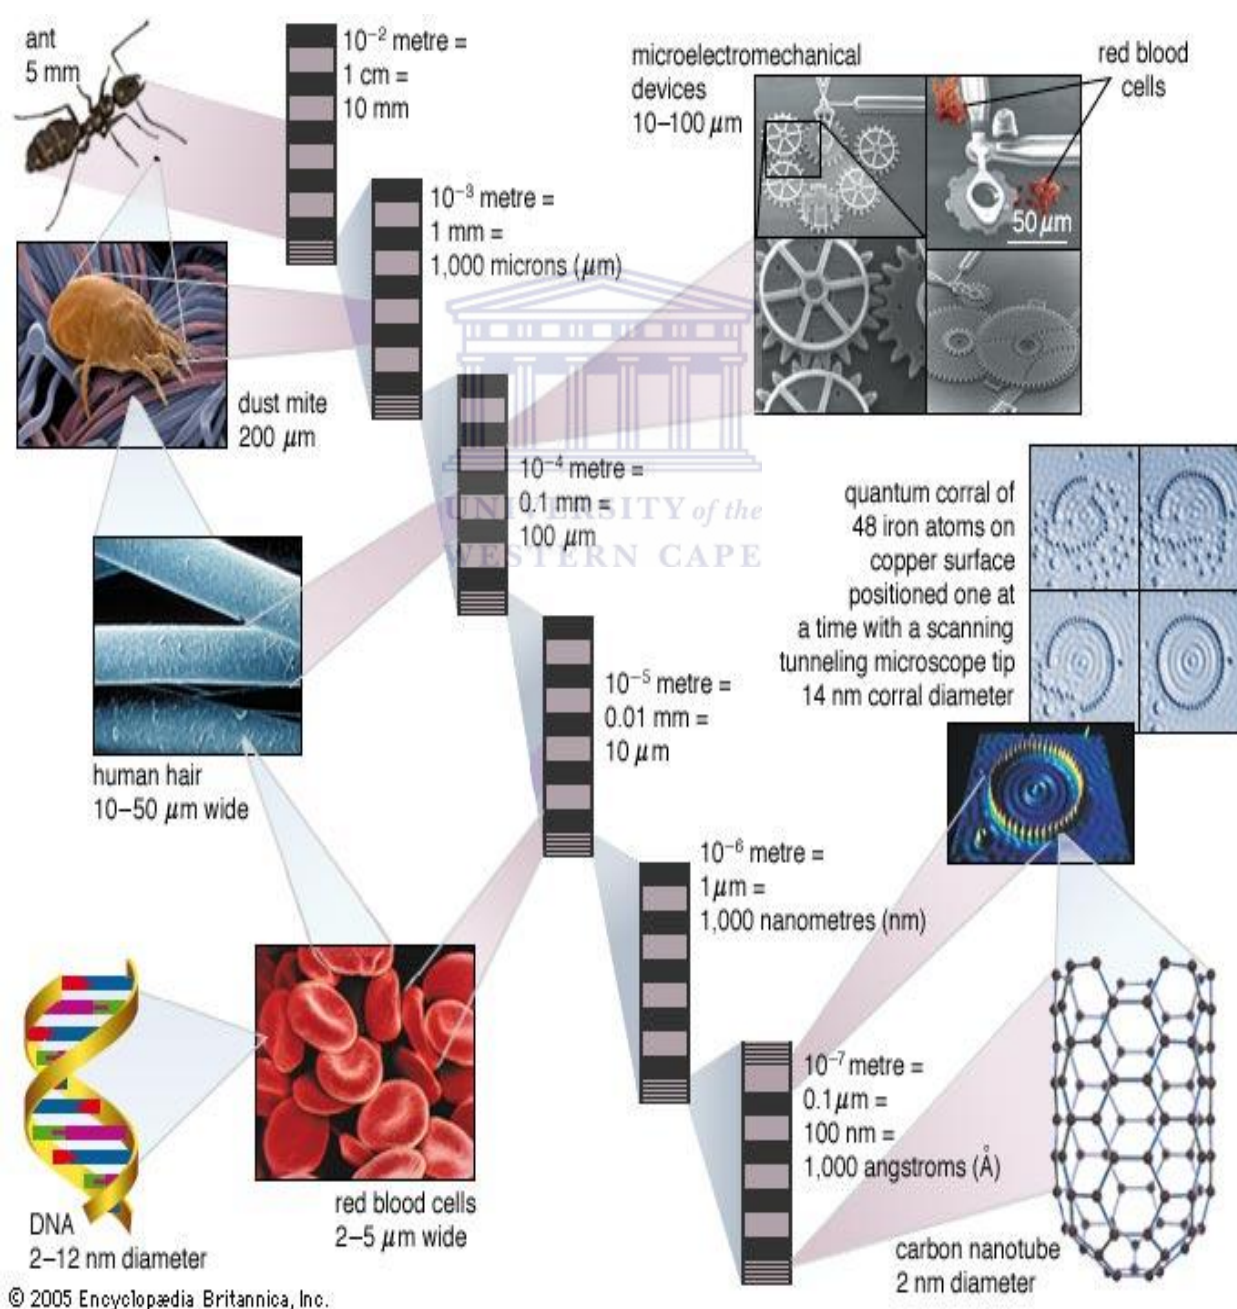 ant
5 mm
10⁻² metre =
1 cm =
10 mm
microelectromechanical
devices
10–100 μm
red blood
cells
50 μm
10⁻³ metre =
1 mm =
1,000 microns (μm)
dust mite
200 μm
10⁻⁴ metre =
0.1 mm =
100 μm
UNIVERSITY of the
WESTERN CAPE
quantum corral of
48 iron atoms on
copper surface
positioned one at
a time with a scanning
tunneling microscope tip
14 nm corral diameter
human hair
10–50 μm wide
10⁻⁵ metre =
0.01 mm =
10 μm
10⁻⁶ metre =
1 μm =
1,000 nanometres (nm)
10⁻⁷ metre =
0.1 μm =
100 nm =
1,000 angstroms (Å)
DNA
2–12 nm diameter
red blood cells
2–5 μm wide
carbon nanotube
2 nm diameter
© 2005 Encyclopædia Britannica, Inc.